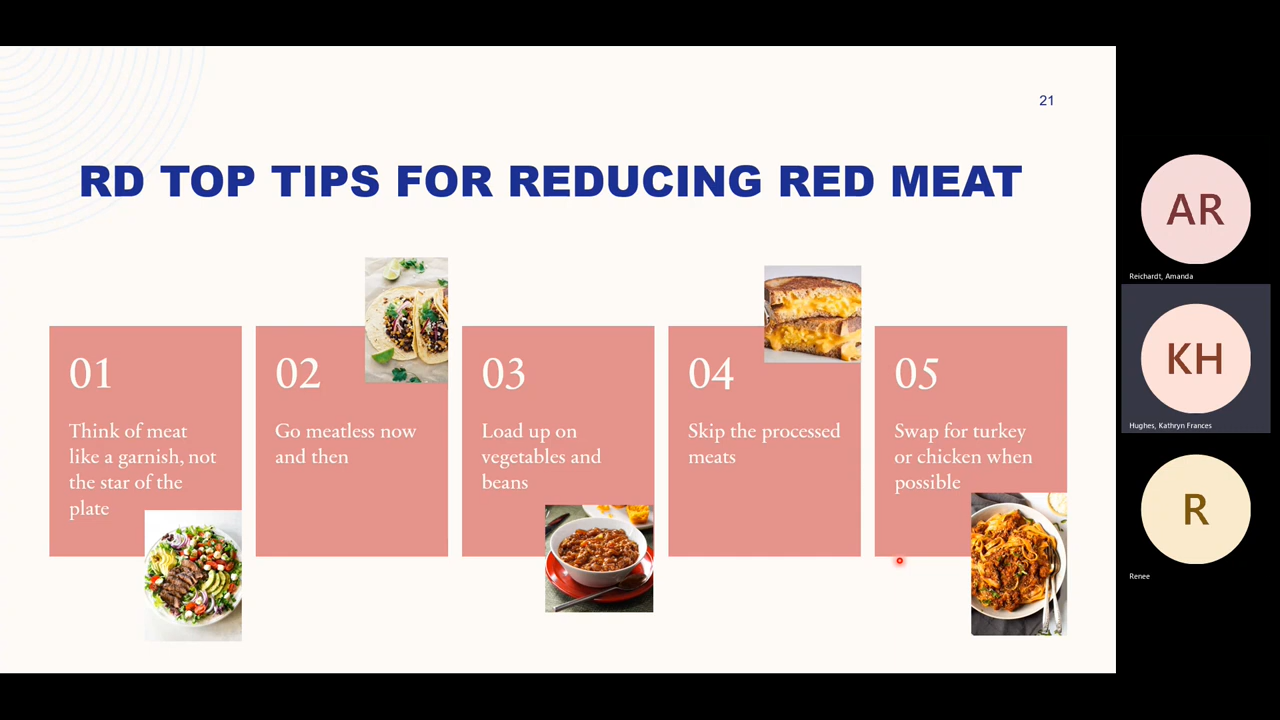 21
RD TOP TIPS FOR REDUCING RED MEAT
01
Think of meat
like a garnish, not
the star of the
plate
02
Go meatless now
and then
03
Load up on
vegetables and
beans
04
Skip the processed
meats
05
Swap for turkey
or chicken when
possible
AR
Reichardt, Amanda
KH
Hughes, Kathryn Frances
R
Renee